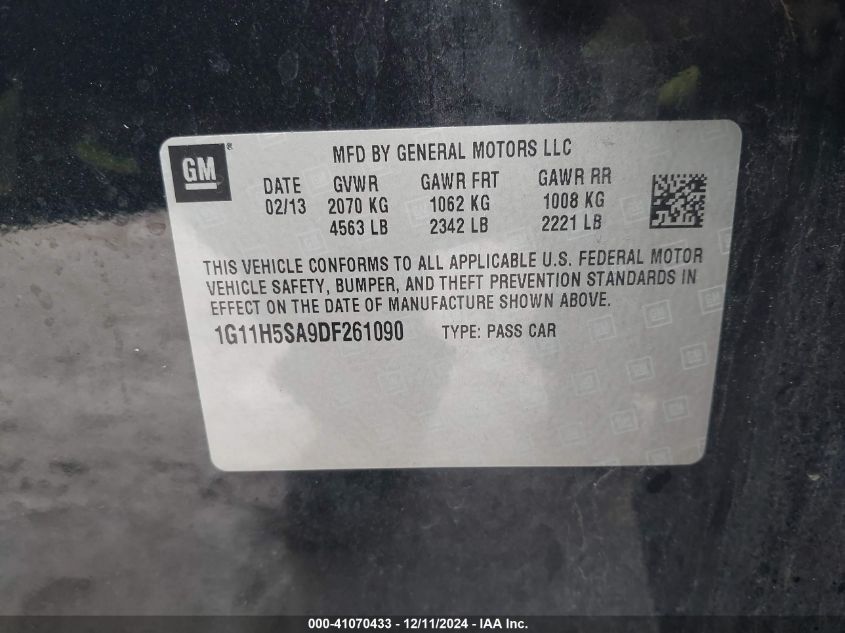 GM®
MFD BY GENERAL MOTORS LLC
DATE GVWR GAWR FRT GAWR RR
02/13 2070 KG 1062 KG 1008 KG
4563 LB 2342 LB 2221 LB
THIS VEHICLE CONFORMS TO ALL APPLICABLE U.S. FEDERAL MOTOR
VEHICLE SAFETY, BUMPER, AND THEFT PREVENTION STANDARDS IN
EFFECT ON THE DATE OF MANUFACTURE SHOWN ABOVE.
1G11H5SA9DF261090 TYPE: PASS CAR
000-41070433 - 12/11/2024 - IAA Inc.